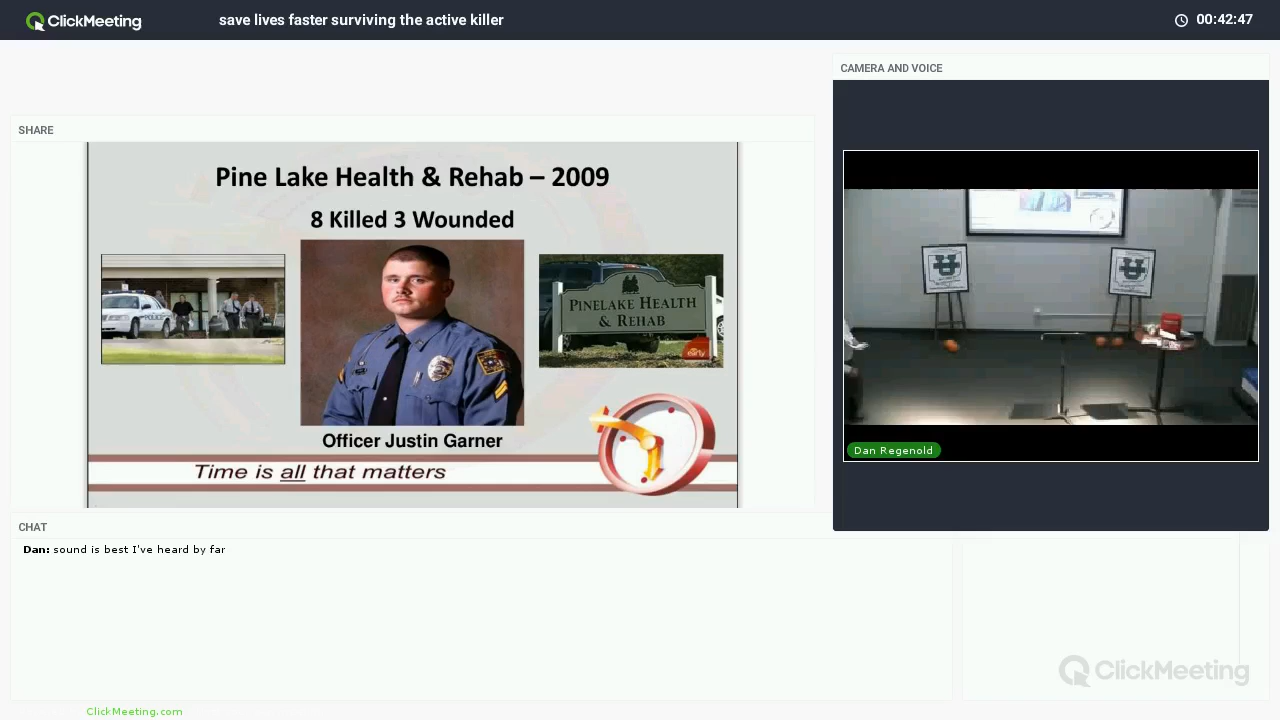 ClickMeeting
save lives faster surviving the active killer
00:42:47
CAMERA AND VOICE
SHARE
Pine Lake Health & Rehab – 2009
8 Killed 3 Wounded
POLICE
PINELAKE HEALTH
& REHAB
Officer Justin Garner
Time is all that matters
Dan Regenold
CHAT
Dan: sound is best I've heard by far
ClickMeeting
ClickMeeting.com